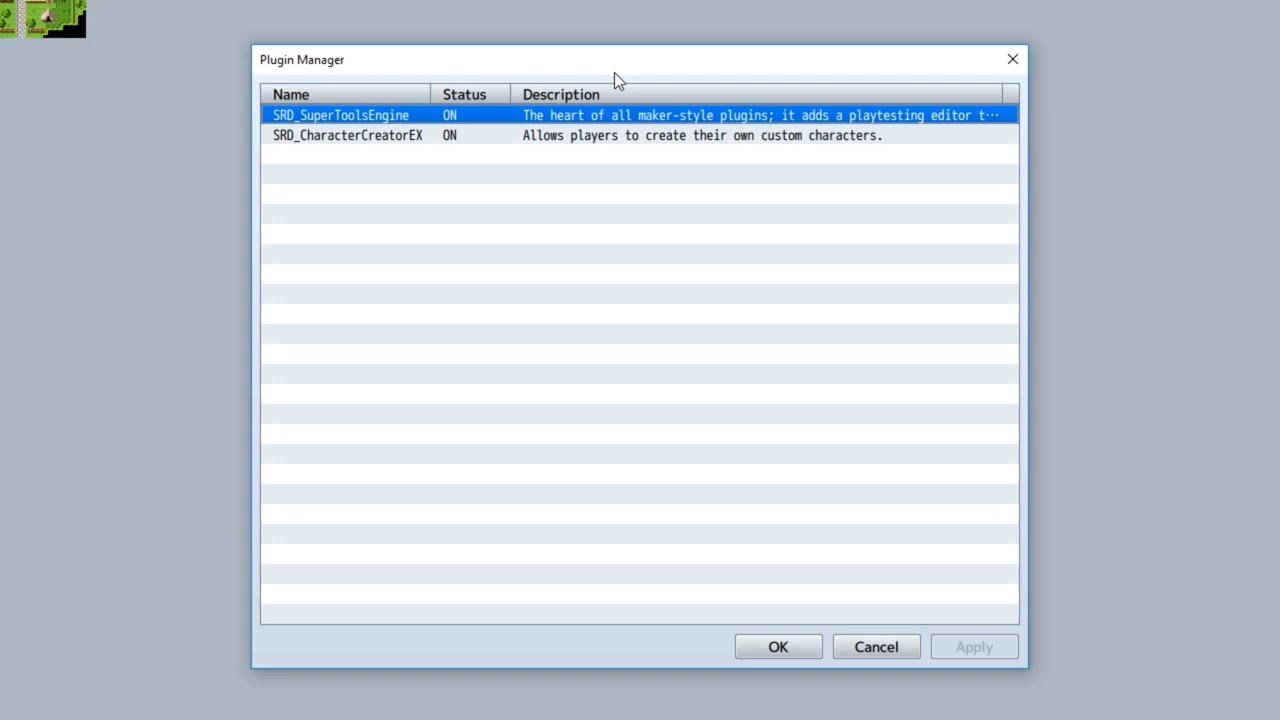 Plugin Manager
Name Status Description
SRD_SuperToolsEngine ON The heart of all maker-style plugins; it adds a playtesting editor t···
SRD_CharacterCreatorEX ON Allows players to create their own custom characters.
OK Cancel Apply